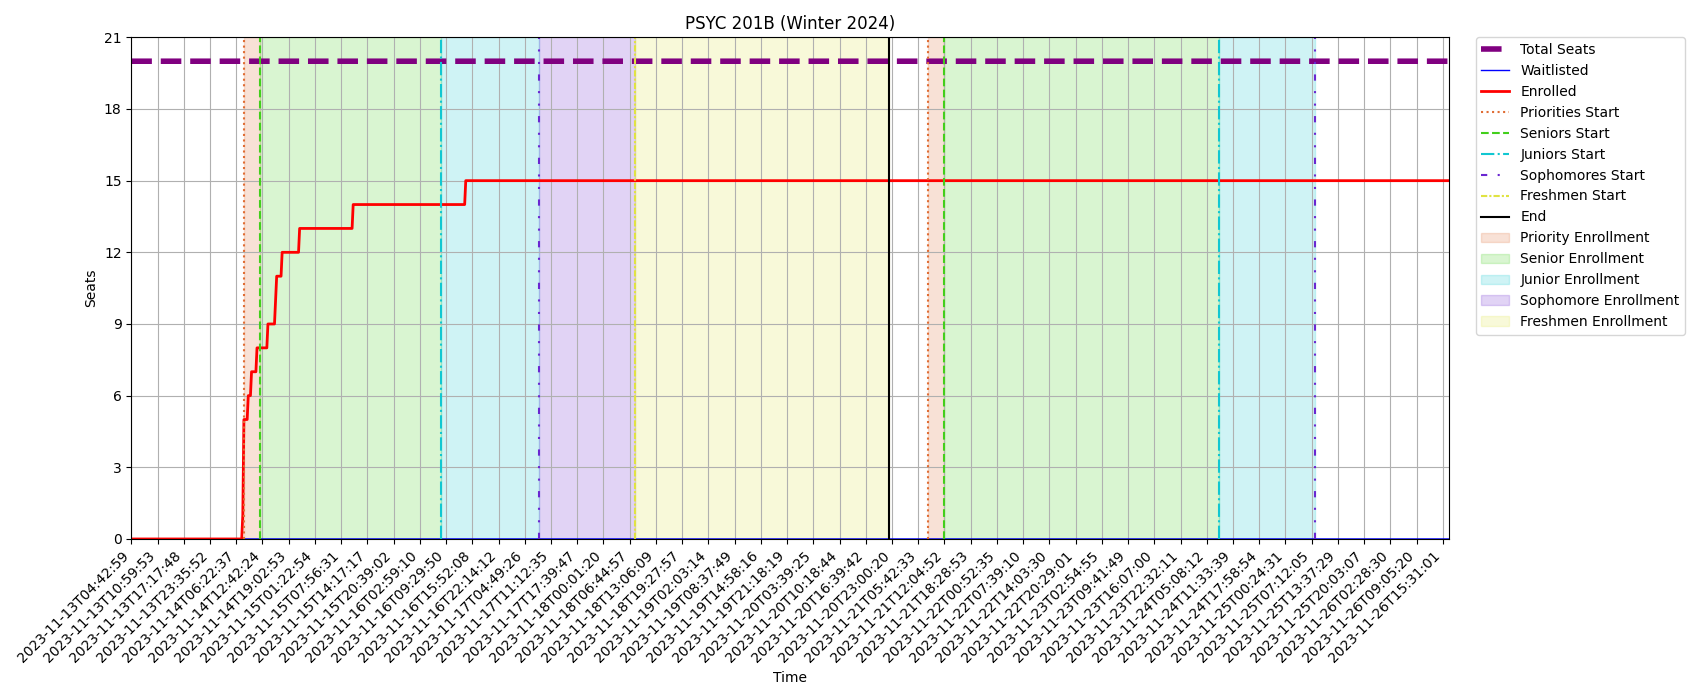 PSYC 201B (Winter 2024)
21
18
15
12
9
6
3
0
Seats
2023-11-13T04:42:59
2023-11-13T10:59:53
2023-11-13T17:17:48
2023-11-13T23:35:52
2023-11-14T06:22:37
2023-11-14T12:42:24
2023-11-14T19:02:53
2023-11-15T01:22:54
2023-11-15T07:56:31
2023-11-15T14:17:17
2023-11-15T20:39:02
2023-11-16T02:59:10
2023-11-16T09:29:50
2023-11-16T15:52:08
2023-11-16T22:14:12
2023-11-17T04:49:26
2023-11-17T11:12:35
2023-11-17T17:39:47
2023-11-18T00:01:20
2023-11-18T06:44:57
2023-11-18T13:06:09
2023-11-18T19:27:57
2023-11-19T02:03:14
2023-11-19T08:37:49
2023-11-19T14:58:16
2023-11-19T21:18:19
2023-11-20T03:39:25
2023-11-20T10:18:44
2023-11-20T16:39:42
2023-11-20T23:00:20
2023-11-21T05:42:33
2023-11-21T12:04:52
2023-11-21T18:28:53
2023-11-22T00:52:35
2023-11-22T07:39:10
2023-11-22T14:03:30
2023-11-22T20:29:01
2023-11-23T02:54:55
2023-11-23T09:41:49
2023-11-23T16:07:00
2023-11-23T22:32:11
2023-11-24T05:08:12
2023-11-24T11:33:39
2023-11-24T17:58:54
2023-11-25T00:24:31
2023-11-25T07:12:05
2023-11-25T13:37:29
2023-11-25T20:03:07
2023-11-26T02:28:30
2023-11-26T09:05:20
2023-11-26T15:31:01
Time
Total Seats
Waitlisted
Enrolled
Priorities Start
Seniors Start
Juniors Start
Sophomores Start
Freshmen Start
End
Priority Enrollment
Senior Enrollment
Junior Enrollment
Sophomore Enrollment
Freshmen Enrollment